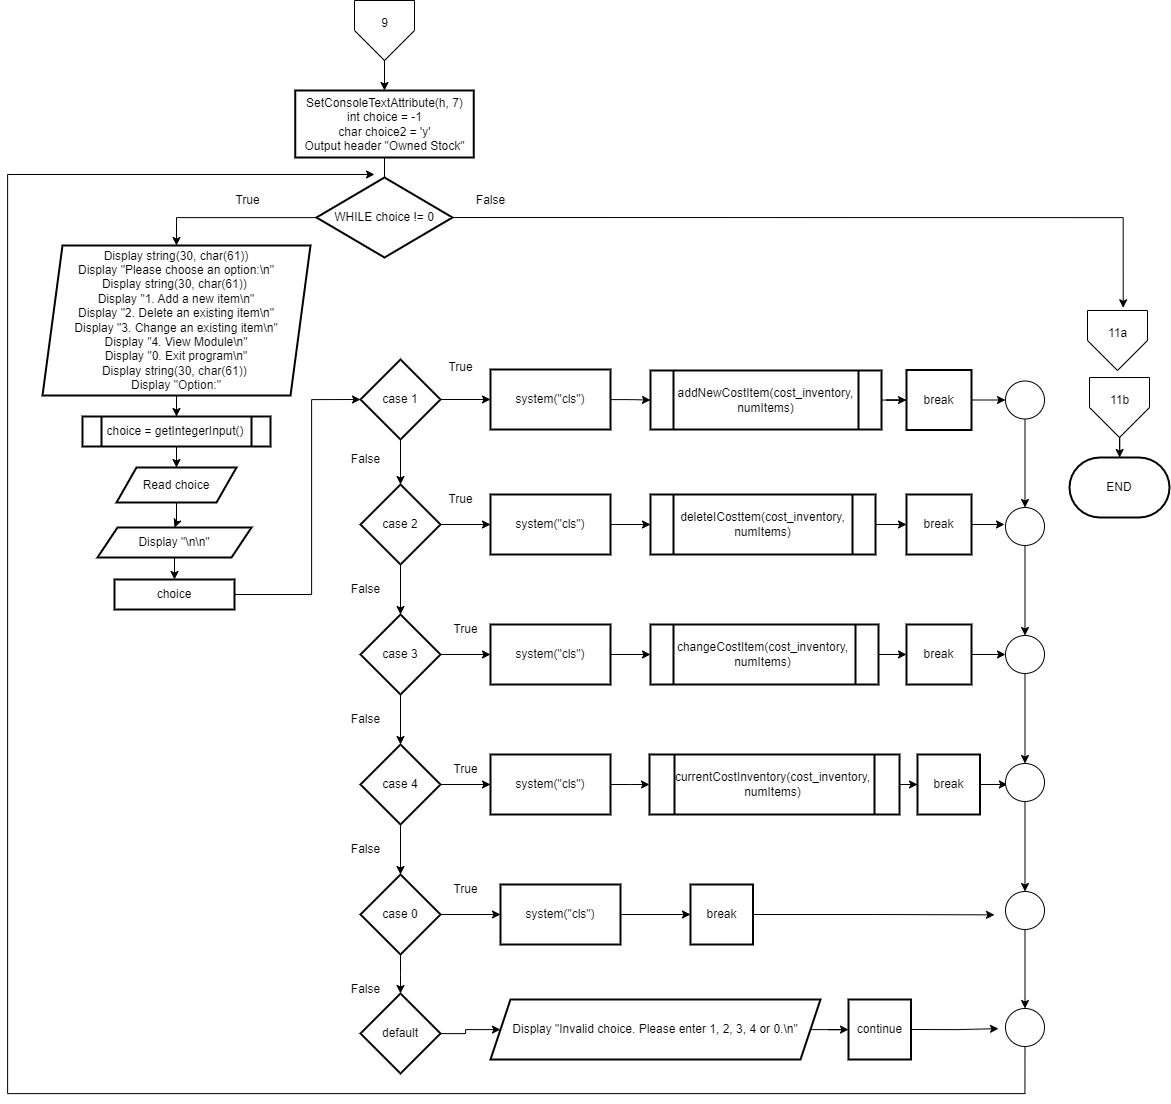 9
SetConsoleTextAttribute(h, 7)
int choice = -1
char choice2 = 'y'
Output header "Owned Stock"
WHILE choice != 0
True
False
Display string(30, char(61))
Display "Please choose an option:\n"
Display string(30, char(61))
Display "1. Add a new item\n"
Display "2. Delete an existing item\n"
Display "3. Change an existing item\n"
Display "4. View Module\n"
Display "0. Exit program\n"
Display string(30, char(61))
Display "Option:"
choice = getIntegerInput()
Read choice
Display "\n\n"
choice
case 1
True
system("cls")
addNewCostItem(cost_inventory,
numItems)
break
False
case 2
True
system("cls")
deleteICosttem(cost_inventory,
numItems)
break
False
case 3
True
system("cls")
changeCostItem(cost_inventory,
numItems)
break
False
case 4
True
system("cls")
currentCostInventory(cost_inventory,
numItems)
break
False
case 0
True
system("cls")
break
False
default
Display "Invalid choice. Please enter 1, 2, 3, 4 or 0.\n"
continue
11a
11b
END